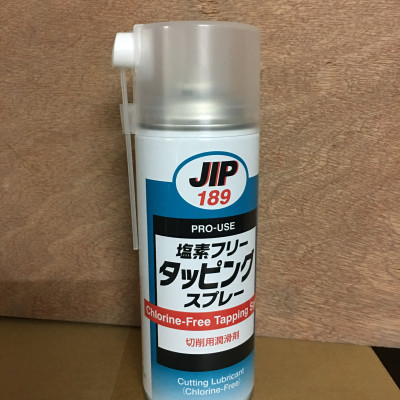 JIP
189
PRO-USE
塩素フリー
タッピング
スプレー
Chlorine-Free Tapping
切削用潤滑剤
Cutting Lubricant
(Chlorine-Free)